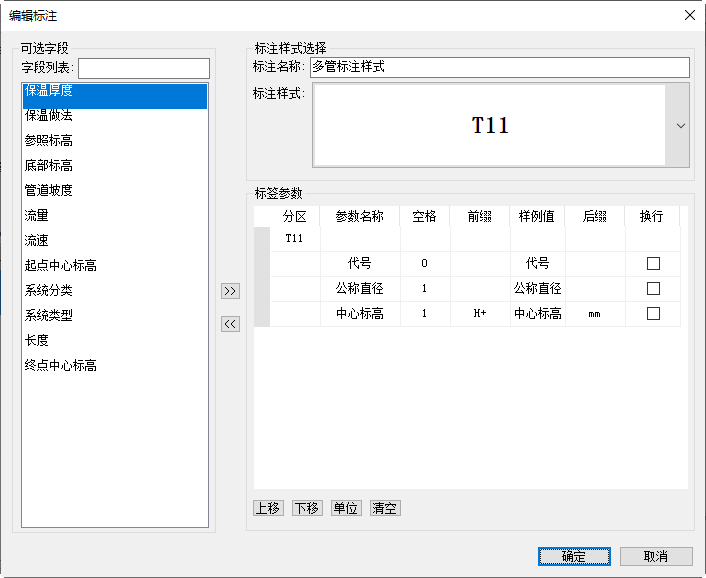 编辑标注
可选字段
字段列表:
保温厚度
保温做法
参照标高
底部标高
管道坡度
流量
流速
起点中心标高
系统分类
系统类型
长度
终点中心标高
>>
<<
标注样式选择
标注名称: 多管标注样式
标注样式:
T11
标签参数
分区 参数名称 空格 前缀 样例值 后缀 换行
T11
代号 0 代号
公称直径 1 公称直径
中心标高 1 H+ 中心标高 mm
上移 下移 单位 清空
确定 取消